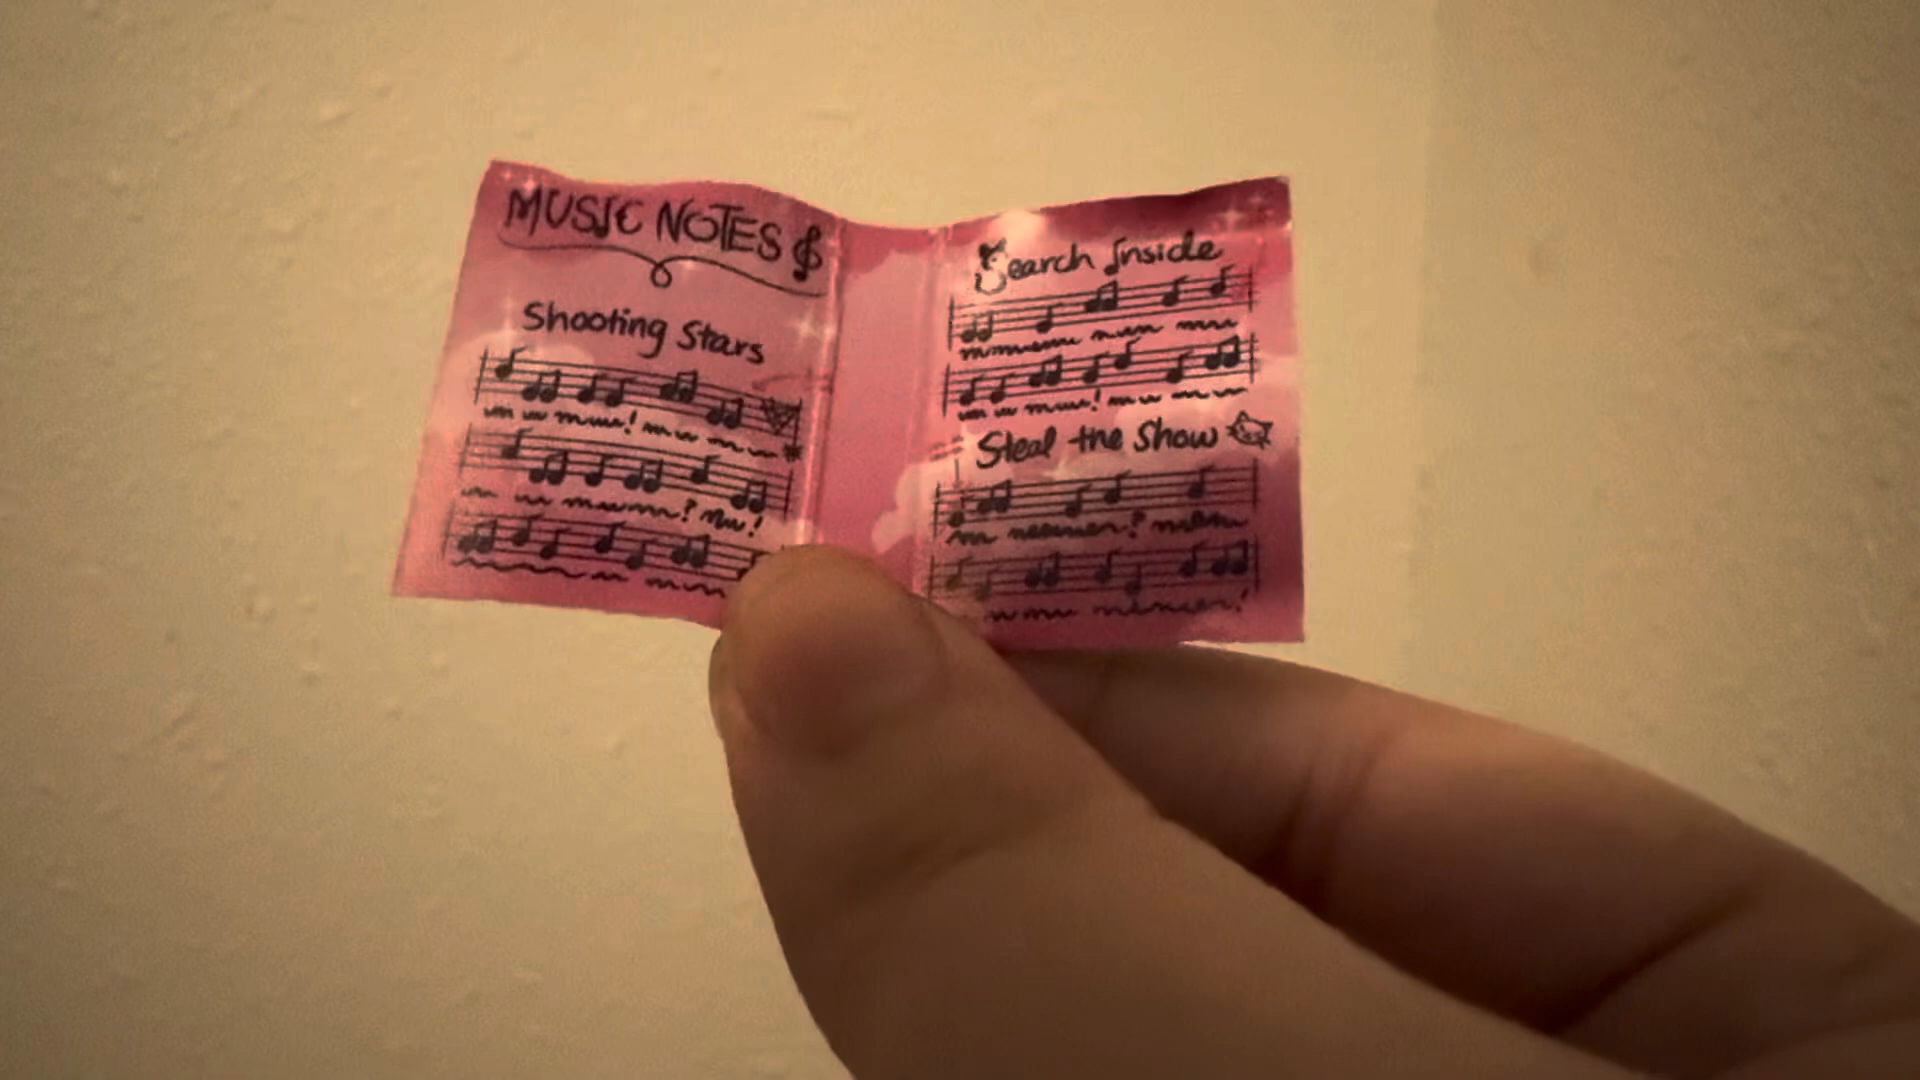 MUSIC NOTES
Shooting Stars
Search Inside
Steal the Show